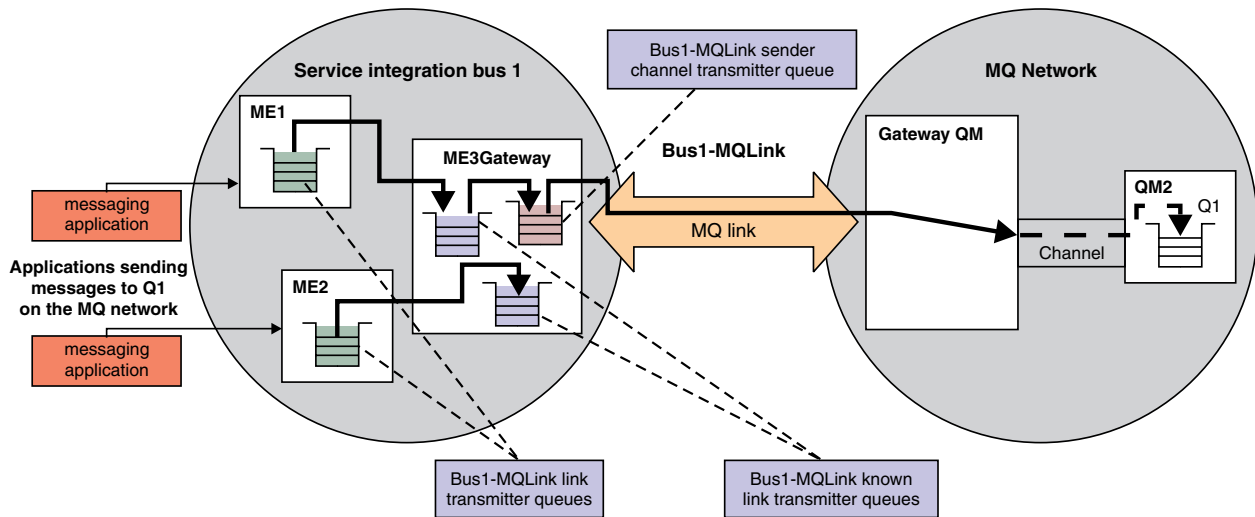 Bus1-MQLink sender
channel transmitter queue
Service integration bus 1
MQ Network
ME1
ME3Gateway
Bus1-MQLink
Gateway QM
QM2
Q1
messaging
application
MQ link
Channel
Applications sending
messages to Q1
on the MQ network
ME2
messaging
application
Bus1-MQLink link
transmitter queues
Bus1-MQLink known
link transmitter queues